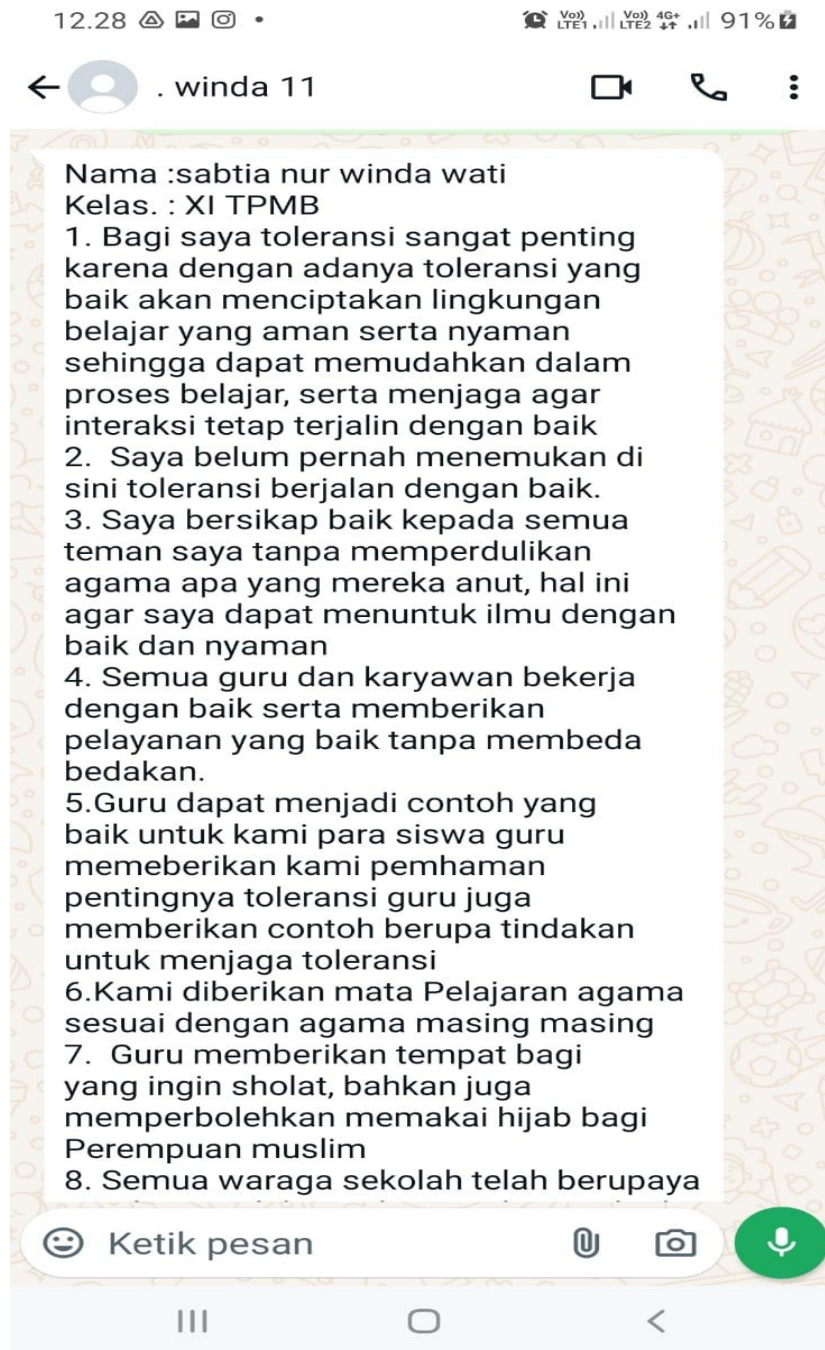 12.28
Vo)) LTE1 Vo)) LTE2 4G+ 91%
. winda 11
Nama :sabtia nur winda wati
Kelas. : XI TPMB
1. Bagi saya toleransi sangat penting
karena dengan adanya toleransi yang
baik akan menciptakan lingkungan
belajar yang aman serta nyaman
sehingga dapat memudahkan dalam
proses belajar, serta menjaga agar
interaksi tetap terjalin dengan baik
2. Saya belum pernah menemukan di
sini toleransi berjalan dengan baik.
3. Saya bersikap baik kepada semua
teman saya tanpa memperdulikan
agama apa yang mereka anut, hal ini
agar saya dapat menuntuk ilmu dengan
baik dan nyaman
4. Semua guru dan karyawan bekerja
dengan baik serta memberikan
pelayanan yang baik tanpa membeda
bedakan.
5.Guru dapat menjadi contoh yang
baik untuk kami para siswa guru
memeberikan kami pemhaman
pentingnya toleransi guru juga
memberikan contoh berupa tindakan
untuk menjaga toleransi
6.Kami diberikan mata Pelajaran agama
sesuai dengan agama masing masing
7. Guru memberikan tempat bagi
yang ingin sholat, bahkan juga
memperbolehkan memakai hijab bagi
Perempuan muslim
8. Semua waraga sekolah telah berupaya
Ketik pesan